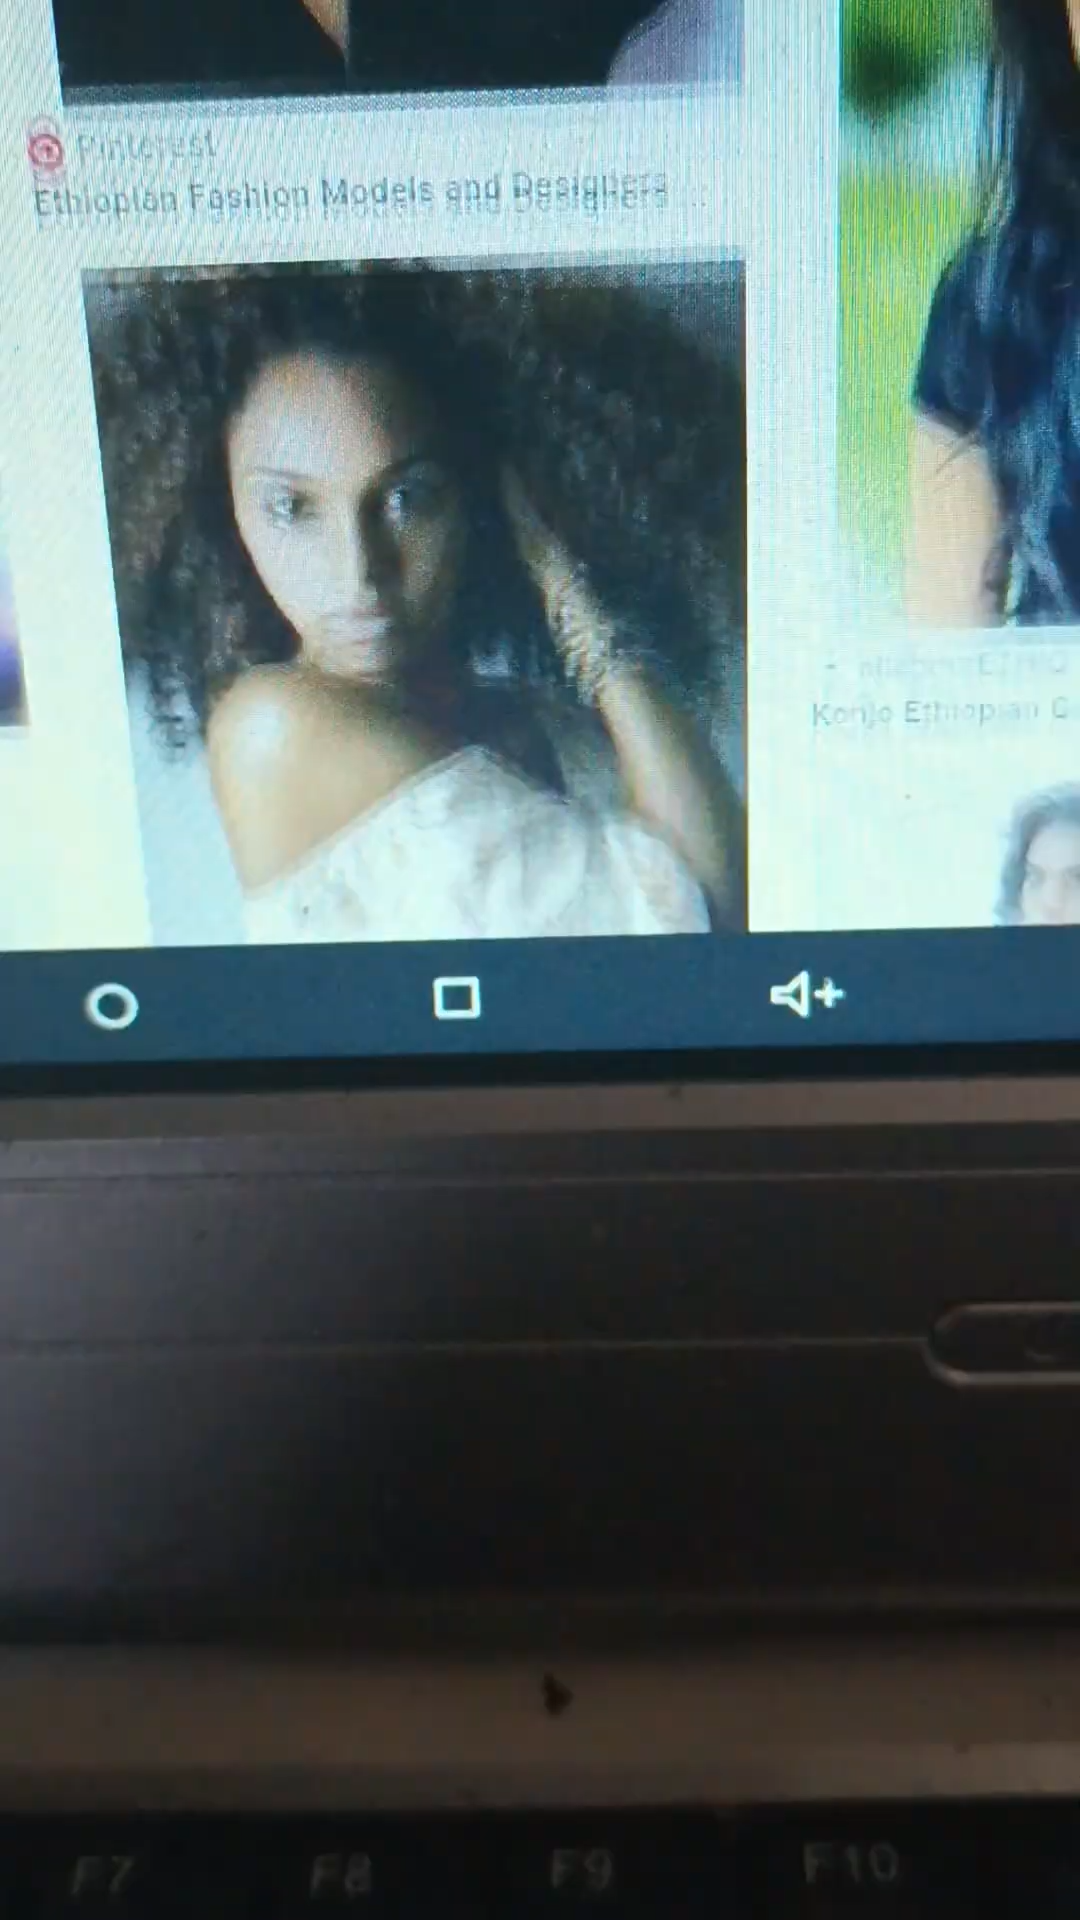 Pinterest
Ethiopian Fashion Models and Designers ...
Konjo Ethiopian G
F7 F8 F9 F10